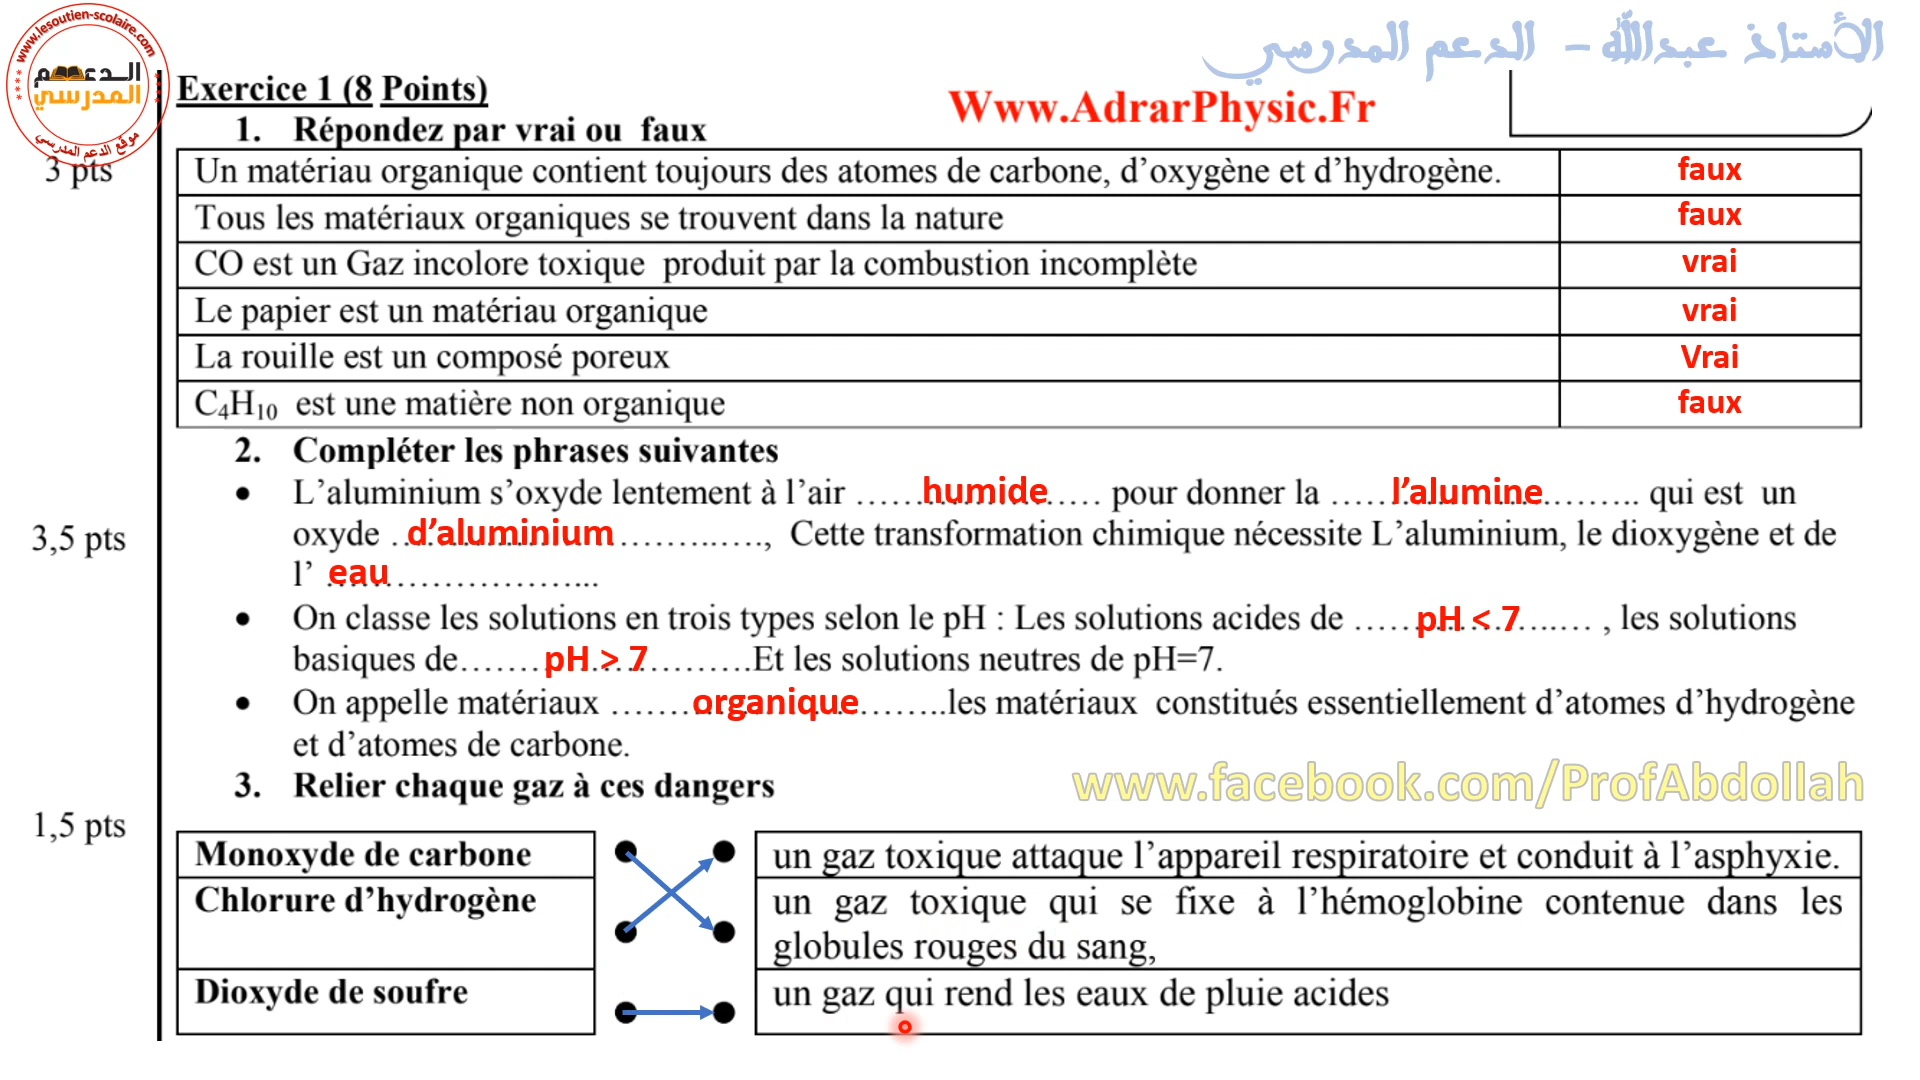 www.lesoutien-scolaire.com
الدعم
المدرسي
موقع الدعم المدرسي
الأستاذ عبدالله - الدعم المدرسي
Www.AdrarPhysic.Fr
Exercice 1 (8 Points)
1. Répondez par vrai ou faux
3 pts
Un matériau organique contient toujours des atomes de carbone, d’oxygène et d’hydrogène. faux
Tous les matériaux organiques se trouvent dans la nature faux
CO est un Gaz incolore toxique produit par la combustion incomplète vrai
Le papier est un matériau organique vrai
La rouille est un composé poreux Vrai
C₄H₁₀ est une matière non organique faux
2. Compléter les phrases suivantes
• L’aluminium s’oxyde lentement à l’air ……humide…… pour donner la ……l’alumine…….. qui est un
3,5 pts
oxyde …d’aluminium……..….., Cette transformation chimique nécessite L’aluminium, le dioxygène et de
l’ eau…………………...
• On classe les solutions en trois types selon le pH : Les solutions acides de ……pH < 7…..… , les solutions
basiques de……pH > 7……….Et les solutions neutres de pH=7.
• On appelle matériaux ……organique……..les matériaux constitués essentiellement d’atomes d’hydrogène
et d’atomes de carbone.
3. Relier chaque gaz à ces dangers
www.facebook.com/ProfAbdollah
1,5 pts
Monoxyde de carbone
Chlorure d’hydrogène
Dioxyde de soufre
un gaz toxique attaque l’appareil respiratoire et conduit à l’asphyxie.
un gaz toxique qui se fixe à l’hémoglobine contenue dans les
globules rouges du sang,
un gaz qui rend les eaux de pluie acides